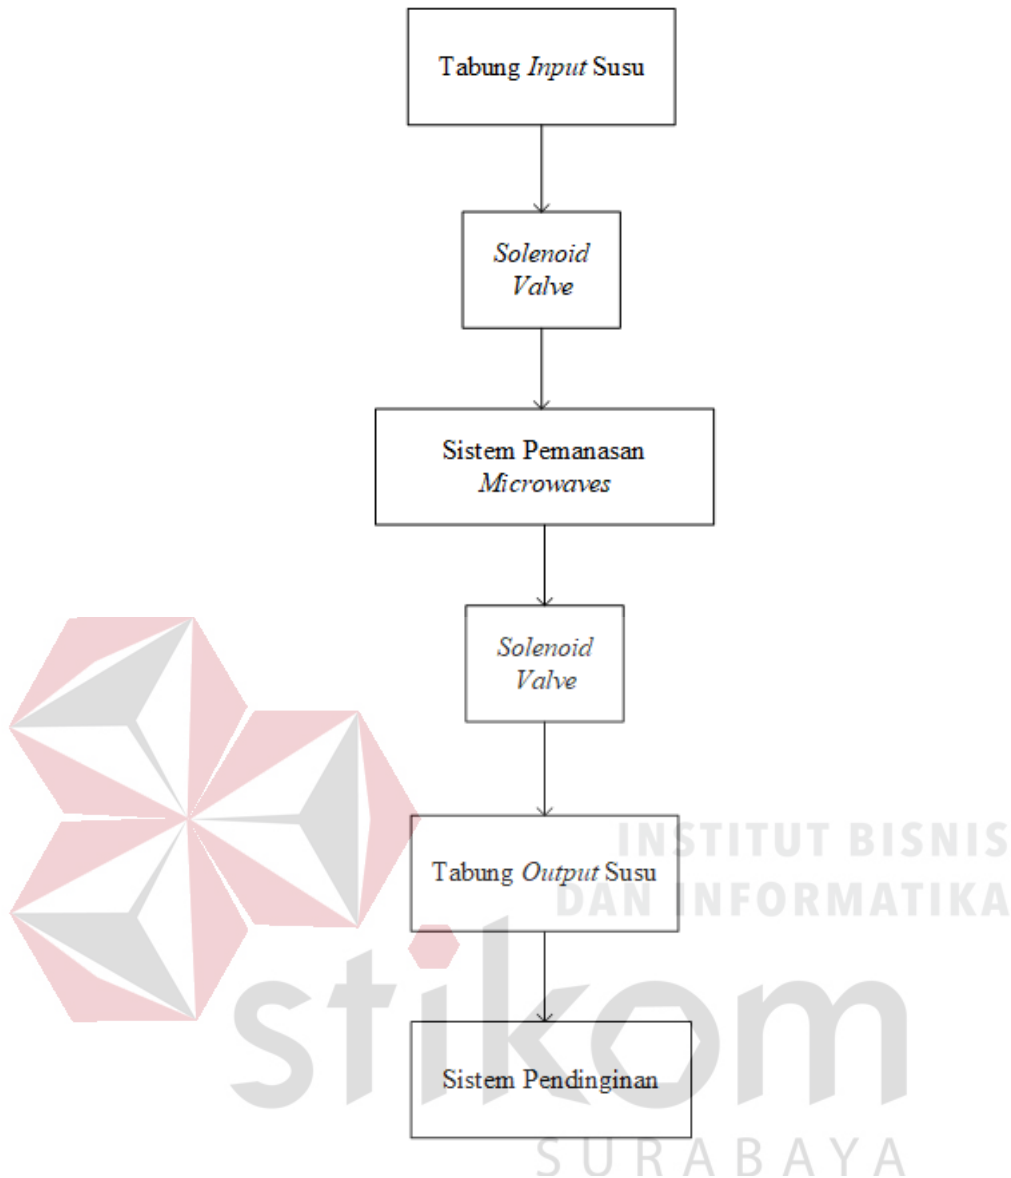 Tabung Input Susu
Solenoid
Valve
Sistem Pemanasan
Microwaves
Solenoid
Valve
Tabung Output Susu
Sistem Pendinginan
INSTITUT BISNIS
DAN INFORMATIKA
stikom
SURABAYA